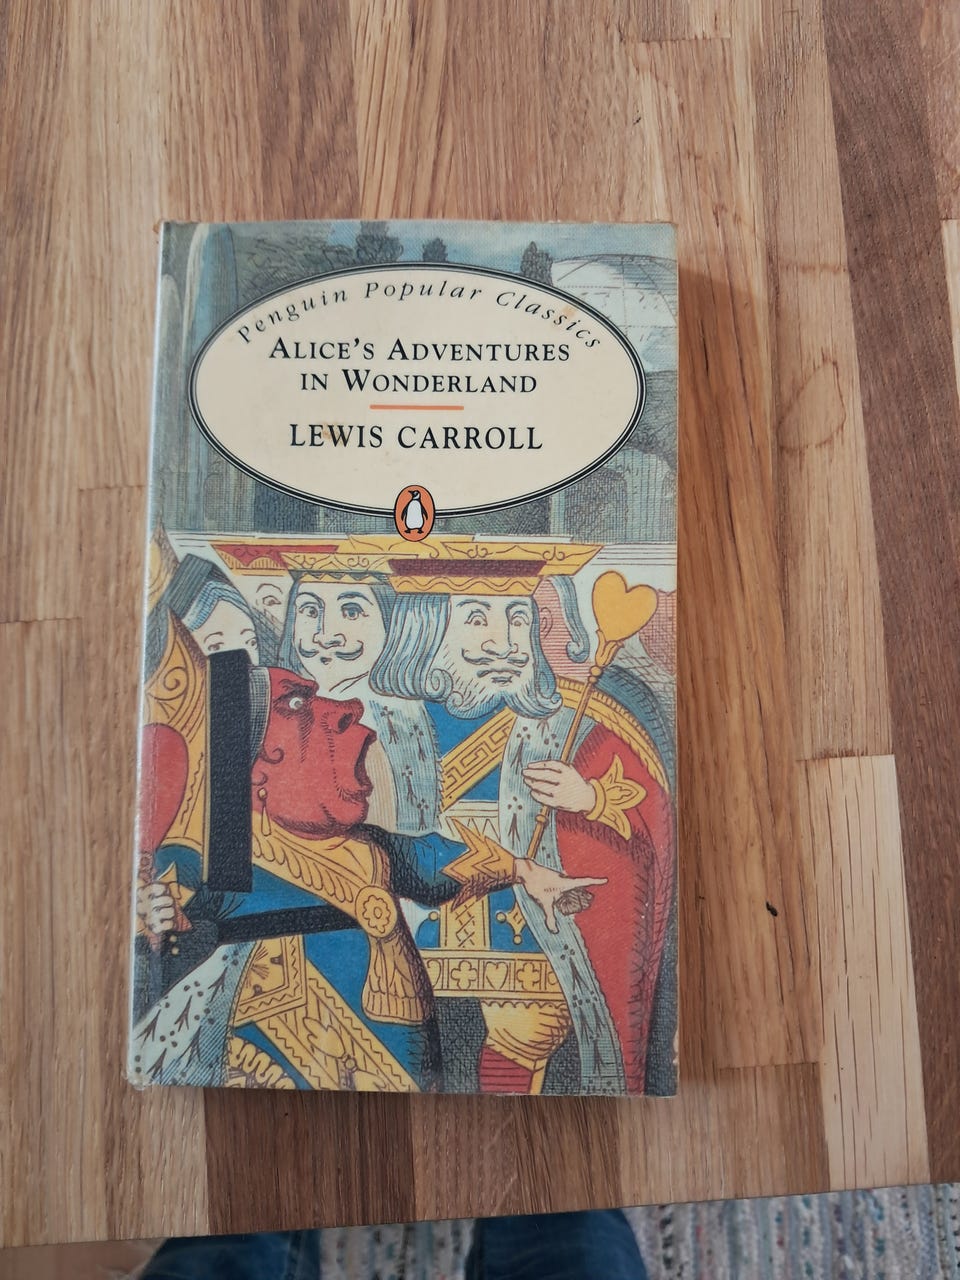 Penguin Popular Classics
ALICE'S ADVENTURES
IN WONDERLAND
LEWIS CARROLL